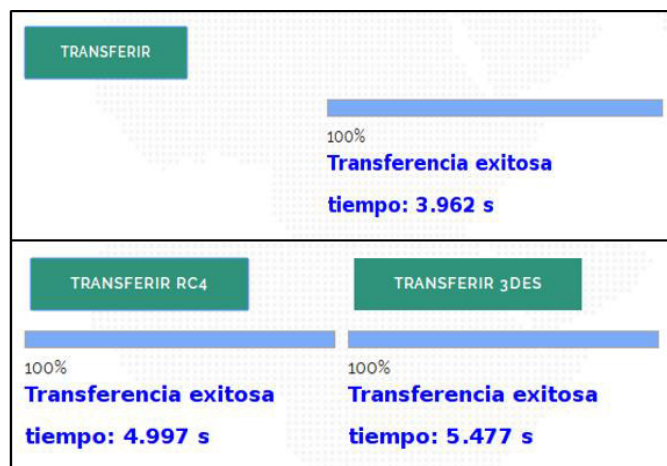 TRANSFERIR
100%
Transferencia exitosa
tiempo: 3.962 s
TRANSFERIR RC4
100%
Transferencia exitosa
tiempo: 4.997 s
TRANSFERIR 3DES
100%
Transferencia exitosa
tiempo: 5.477 s